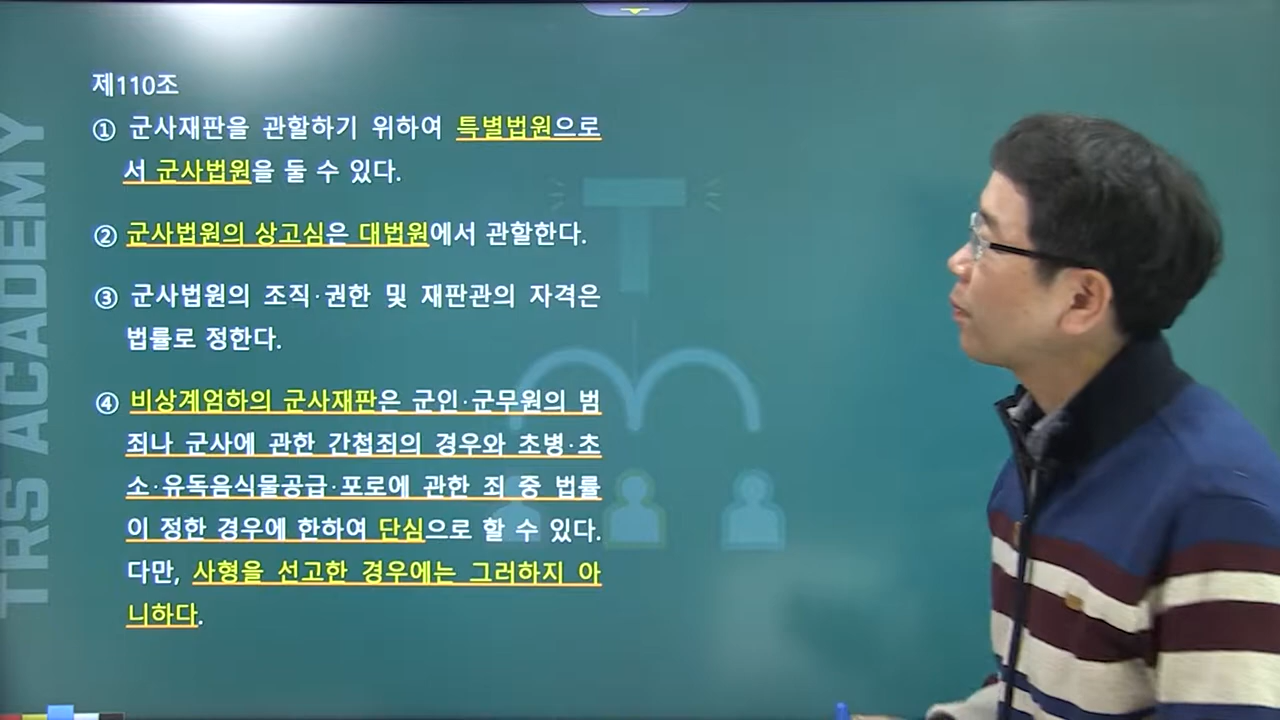 제110조
① 군사재판을 관할하기 위하여 특별법원으로
서 군사법원을 둘 수 있다.
② 군사법원의 상고심은 대법원에서 관할한다.
③ 군사법원의 조직·권한 및 재판관의 자격은
법률로 정한다.
④ 비상계엄하의 군사재판은 군인·군무원의 범
죄나 군사에 관한 간첩죄의 경우와 초병·초
소·유독음식물공급·포로에 관한 죄 중 법률
이 정한 경우에 한하여 단심으로 할 수 있다.
다만, 사형을 선고한 경우에는 그러하지 아
니하다.
TRS ACADEMY